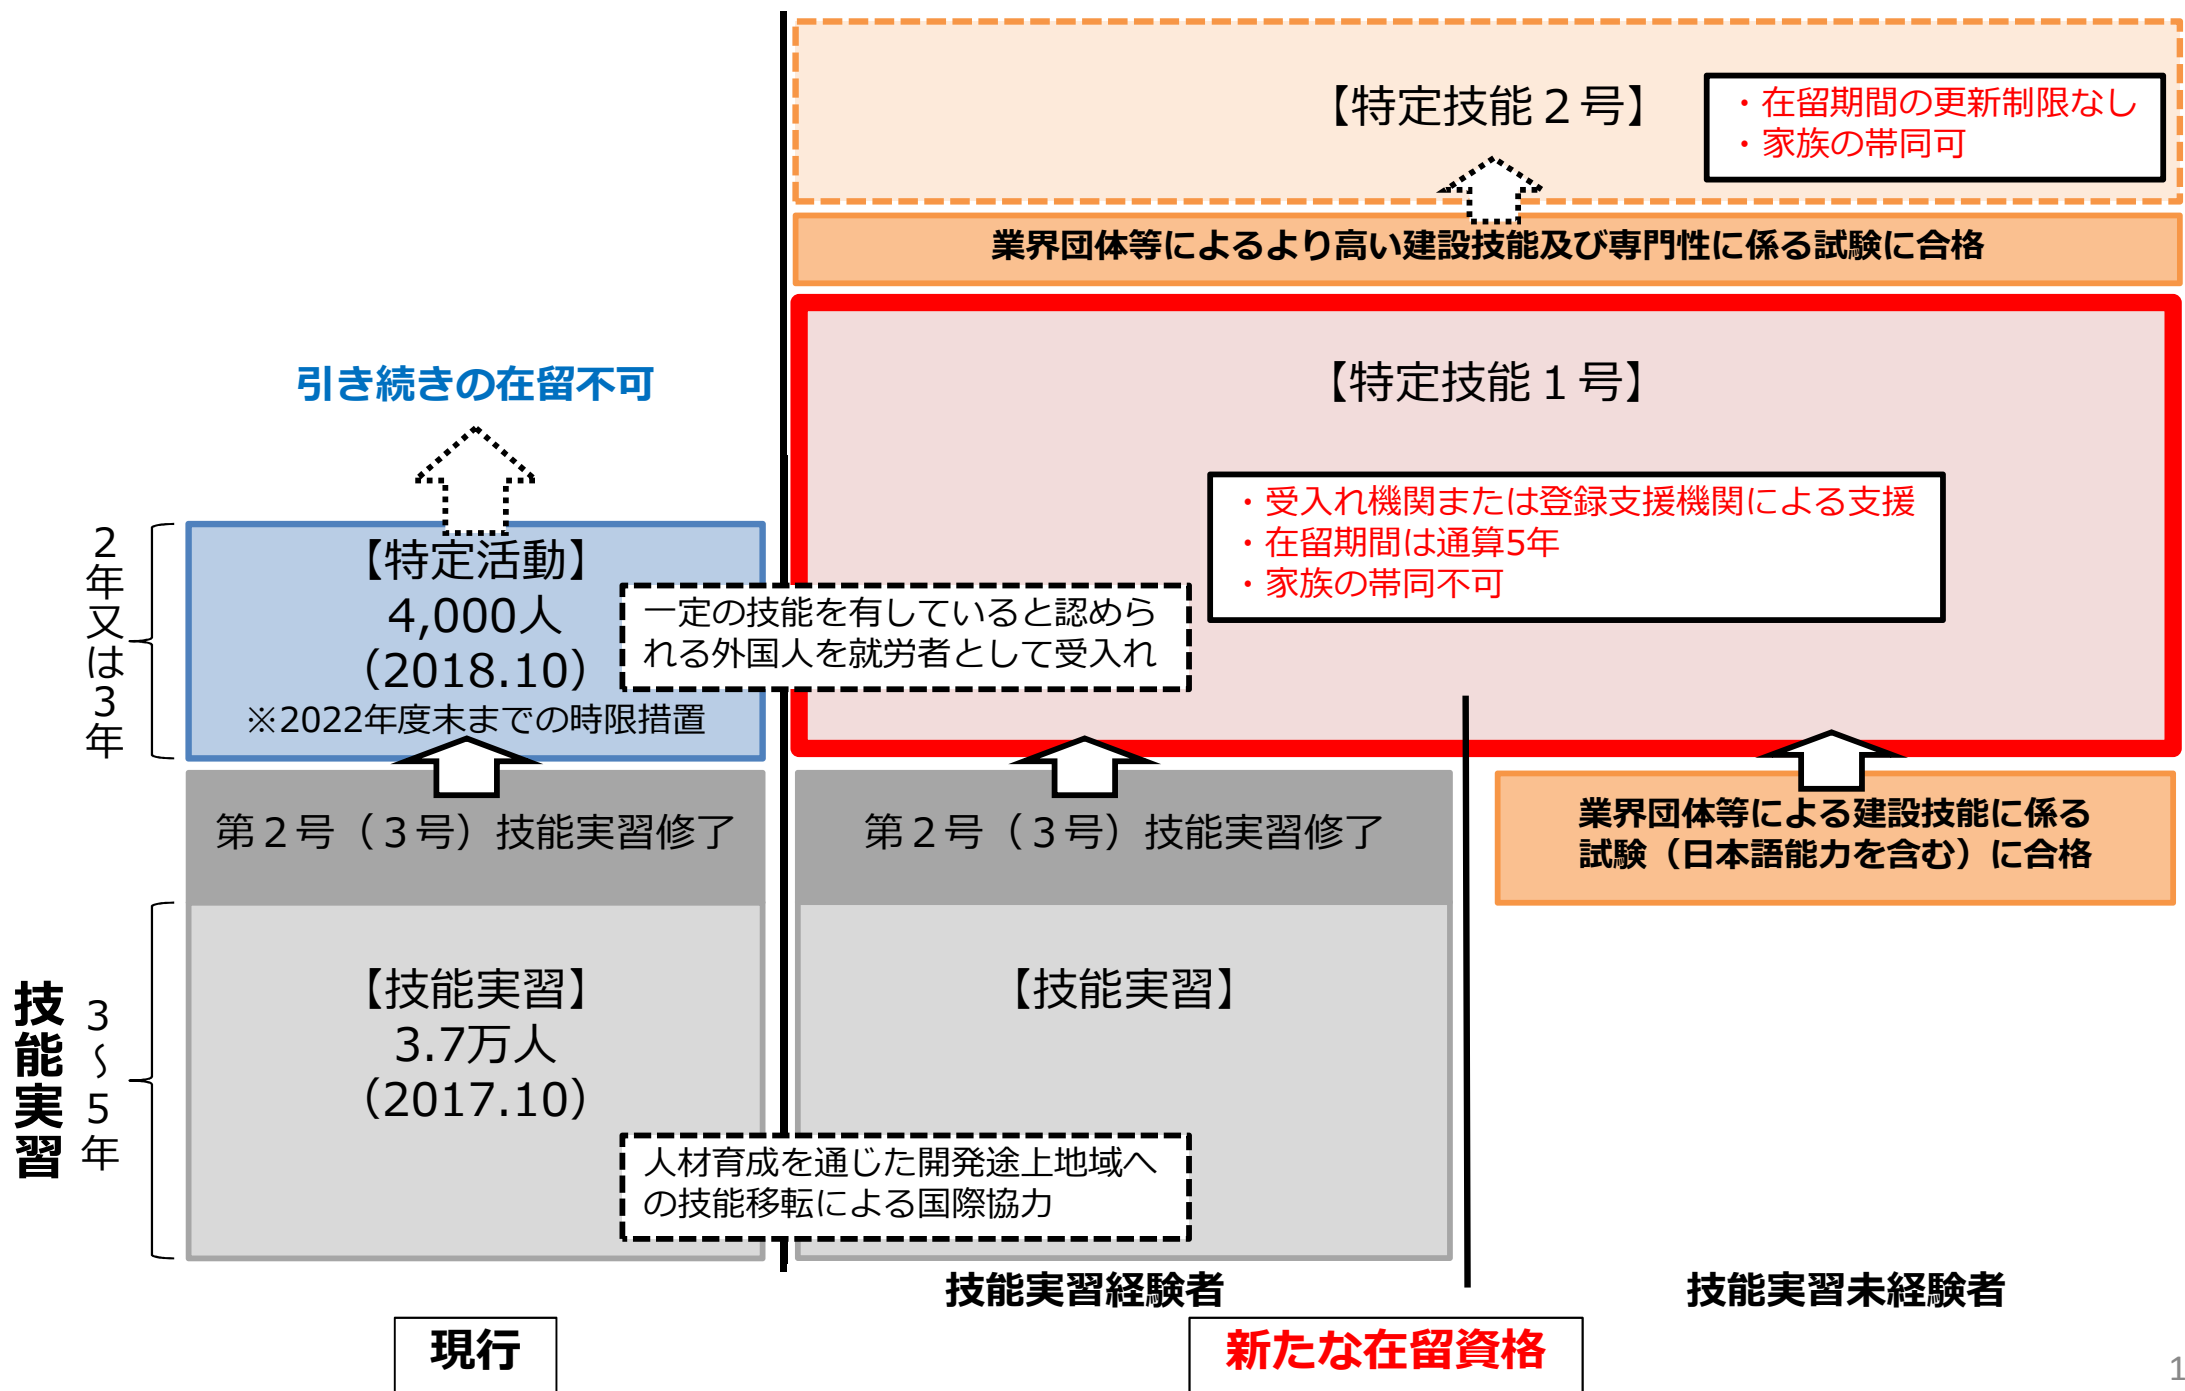 【特定技能２号】
・在留期間の更新制限なし
・家族の帯同可
業界団体等によるより高い建設技能及び専門性に係る試験に合格
引き続きの在留不可
【特定技能１号】
・受入れ機関または登録支援機関による支援
・在留期間は通算5年
・家族の帯同不可
２年又は３年
【特定活動】
4,000人
（2018.10）
※2022年度末までの時限措置
一定の技能を有していると認めら
れる外国人を就労者として受入れ
第２号（３号）技能実習修了
第２号（３号）技能実習修了
業界団体等による建設技能に係る
試験（日本語能力を含む）に合格
技能実習
３～５年
【技能実習】
3.7万人
（2017.10）
【技能実習】
人材育成を通じた開発途上地域へ
の技能移転による国際協力
技能実習経験者
技能実習未経験者
現行
新たな在留資格
1